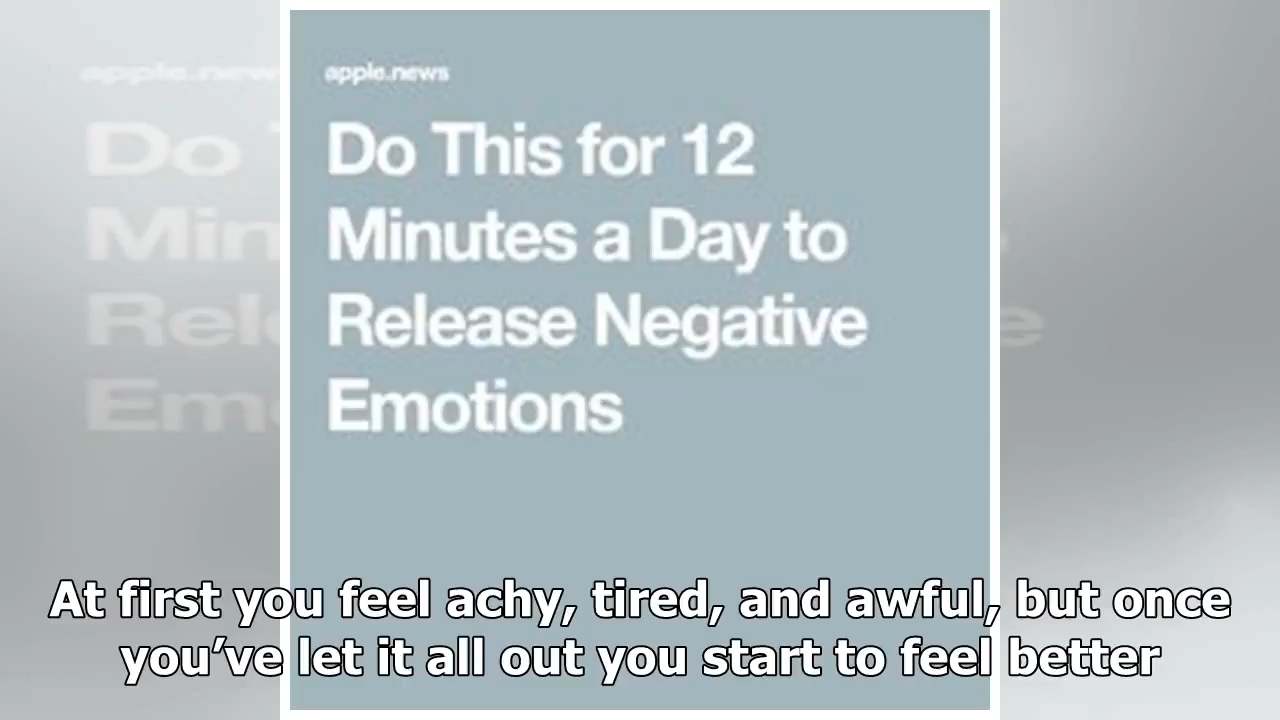 apple.news
Do This for 12
Minutes a Day to
Release Negative
Emotions
At first you feel achy, tired, and awful, but once
you’ve let it all out you start to feel better